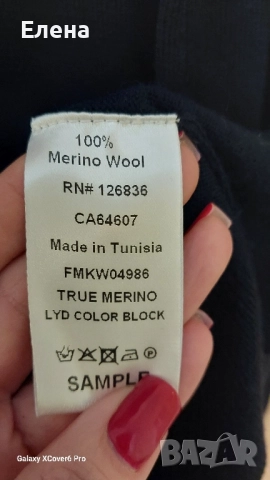 Елена
100%
Merino Wool
RN# 126836
CA64607
Made in Tunisia
FMKW04986
TRUE MERINO
LYD COLOR BLOCK
SAMPLE
Galaxy XCover6 Pro
BAZAR
bg